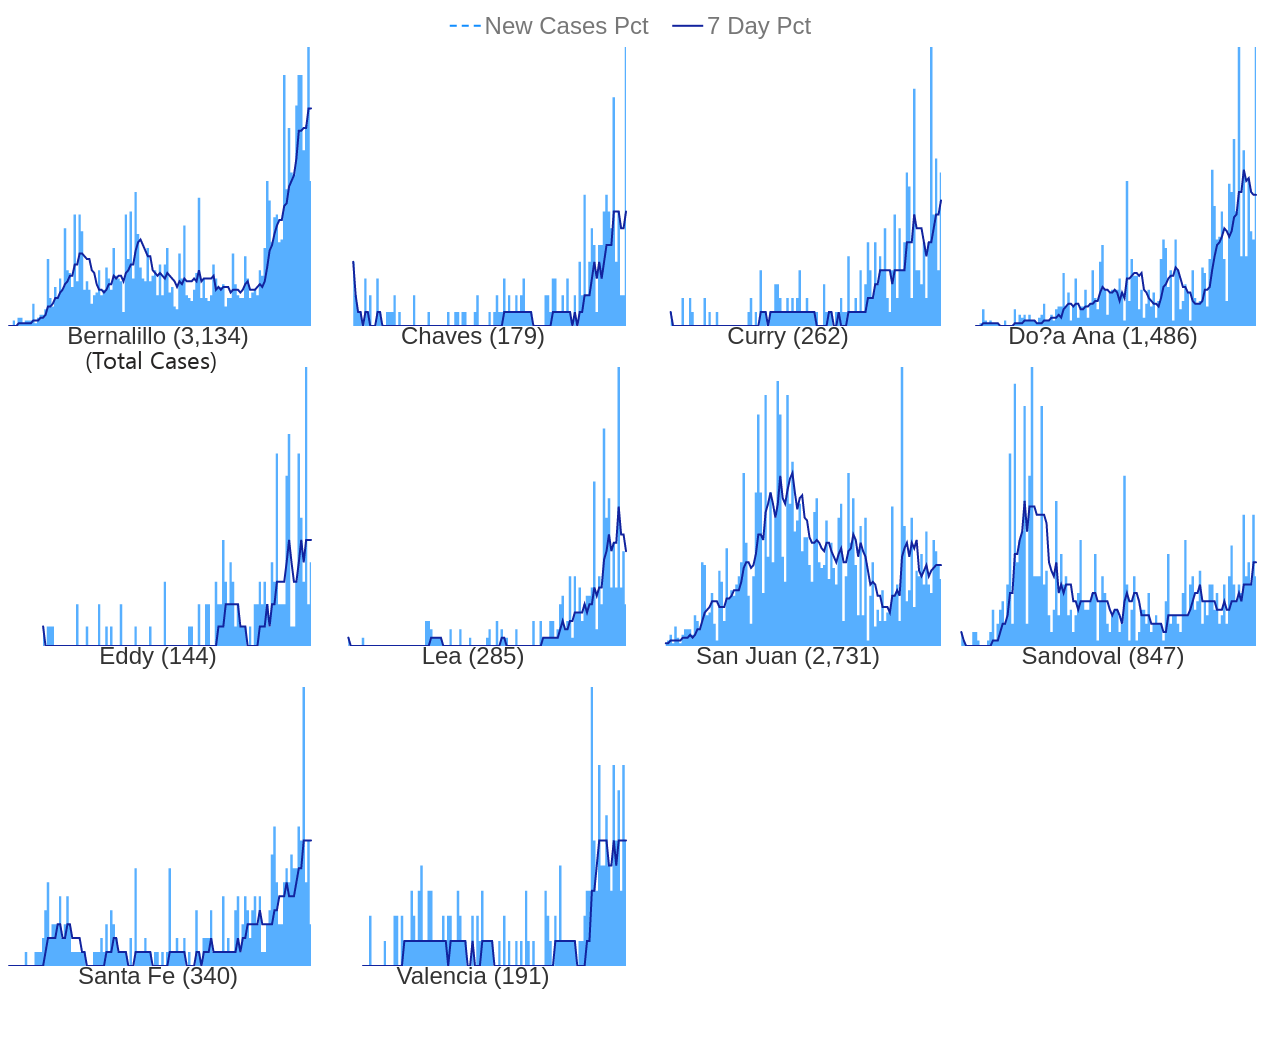 New Cases Pct 7 Day Pct
Bernalillo (3,134) Chaves (179) Curry (262) Do?a Ana (1,486)
(Total Cases)
Eddy (144) Lea (285) San Juan (2,731) Sandoval (847)
Santa Fe (340) Valencia (191)